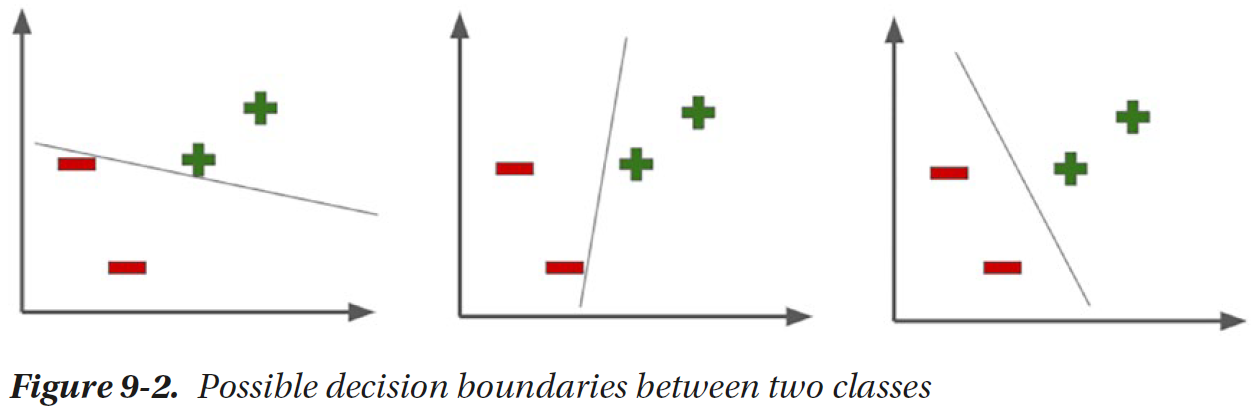 Figure 9-2. Possible decision boundaries between two classes